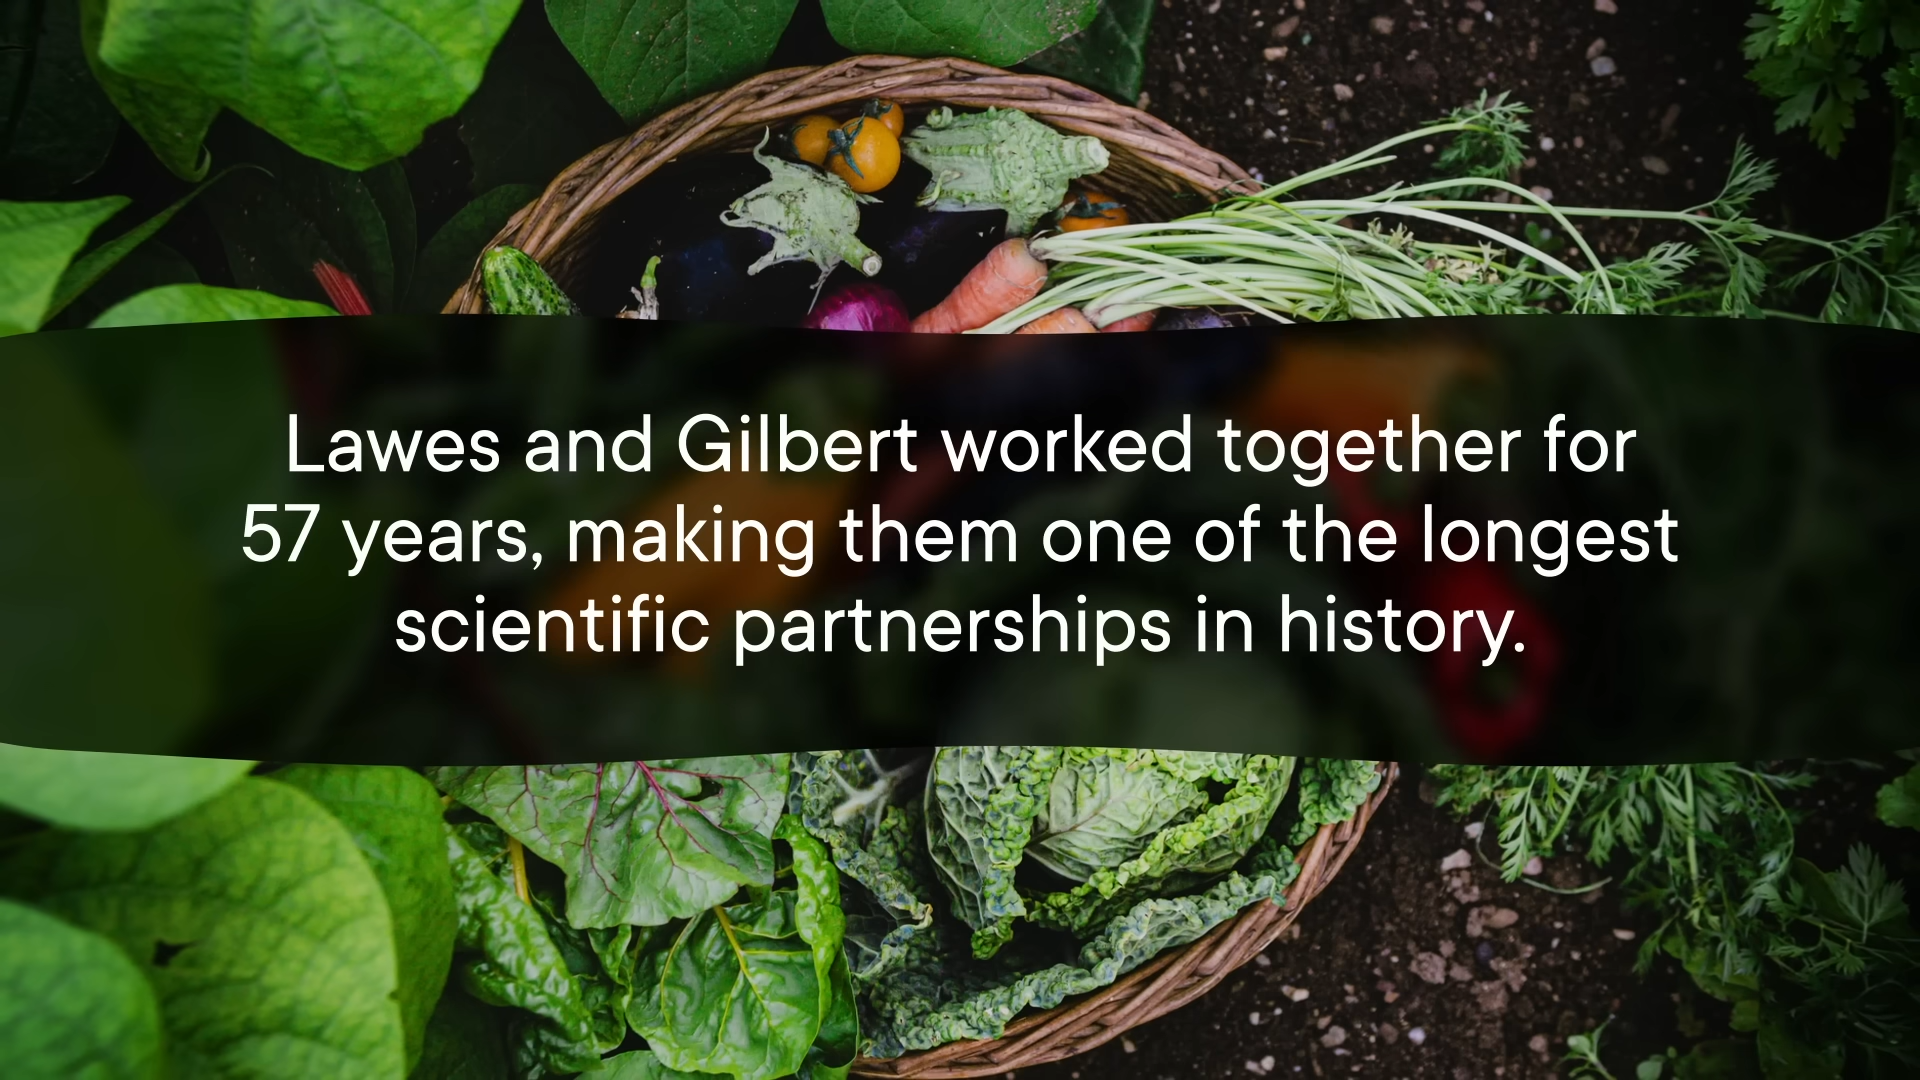 Lawes and Gilbert worked together for
57 years, making them one of the longest
scientific partnerships in history.